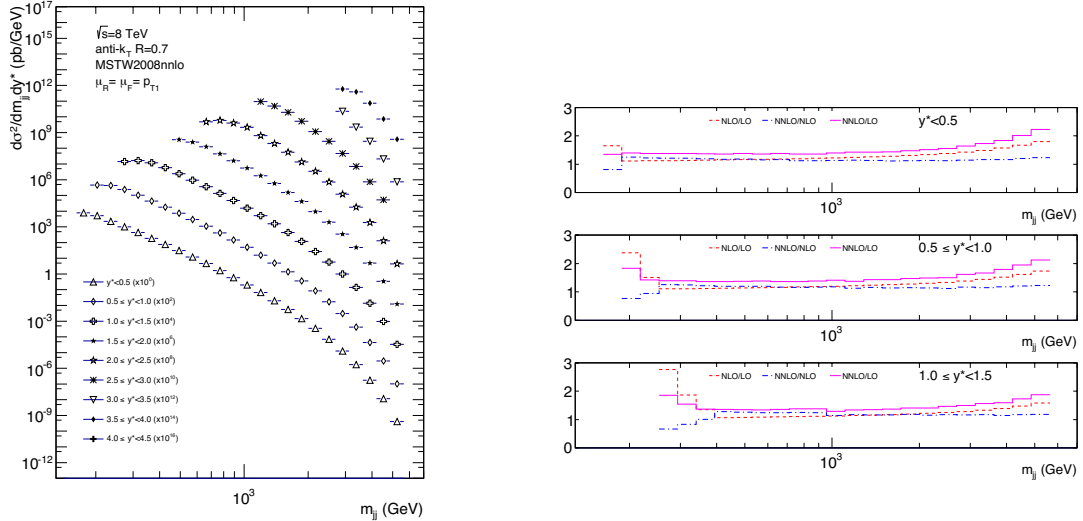 dσ²/dm_jj dy* (pb/GeV)
10^17
10^15
10^12
10^9
10^6
10^3
1
10^-3
10^-6
10^-9
10^-12
√s=8 TeV
anti-k_T R=0.7
MSTW2008nnlo
μ_R= μ_F= p_T1
y*<0.5 (x10^0)
0.5 ≤ y*<1.0 (x10^2)
1.0 ≤ y*<1.5 (x10^4)
1.5 ≤ y*<2.0 (x10^6)
2.0 ≤ y*<2.5 (x10^8)
2.5 ≤ y*<3.0 (x10^10)
3.0 ≤ y*<3.5 (x10^12)
3.5 ≤ y*<4.0 (x10^14)
4.0 ≤ y*<4.5 (x10^16)
10^3
m_jj (GeV)
3
2
1
0
NLO/LO
NNLO/NLO
NNLO/LO
y*<0.5
10^3
m_jj (GeV)
3
2
1
0
NLO/LO
NNLO/NLO
NNLO/LO
0.5 ≤ y*<1.0
10^3
m_jj (GeV)
3
2
1
0
NLO/LO
NNLO/NLO
NNLO/LO
1.0 ≤ y*<1.5
10^3
m_jj (GeV)